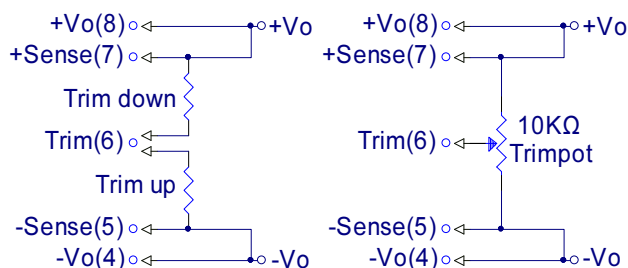 +Vo(8)
+Vo
+Sense(7)
Trim down
Trim(6)
Trim up
-Sense(5)
-Vo(4)
-Vo
+Vo(8)
+Vo
+Sense(7)
10KΩ
Trim(6)
Trimpot
-Sense(5)
-Vo(4)
-Vo